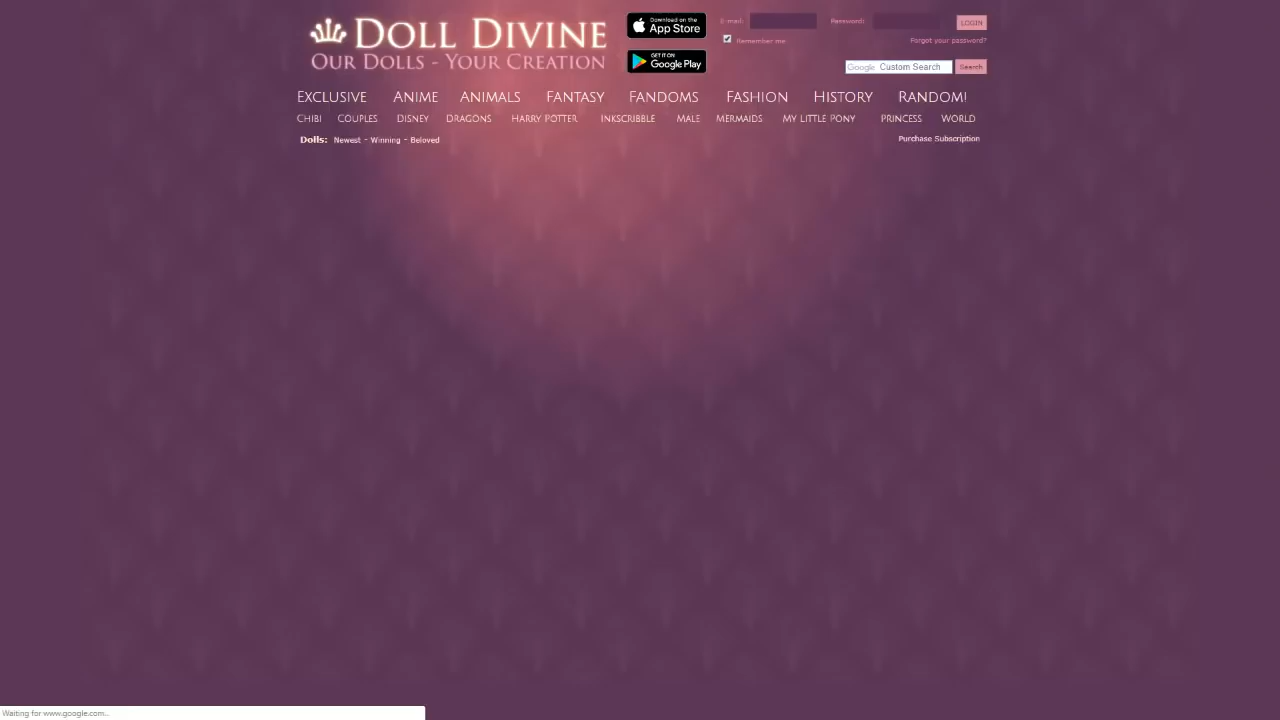 DOLL DIVINE
OUR DOLLS - YOUR CREATION
Download on the
App Store
GET IT ON
Google Play
E-mail:
Password:
LOGIN
Remember me
Forgot your password?
Google Custom Search
Search
EXCLUSIVE ANIME ANIMALS FANTASY FANDOMS FASHION HISTORY RANDOM!
CHIBI COUPLES DISNEY DRAGONS HARRY POTTER INKSCRIBBLE MALE MERMAIDS MY LITTLE PONY PRINCESS WORLD
Dolls: Newest - Winning - Beloved
Purchase Subscription
Waiting for www.google.com...